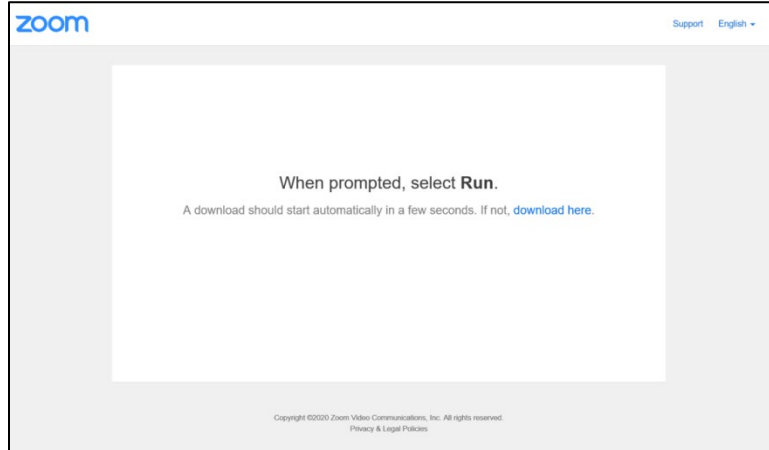 zoom
Support English
When prompted, select Run.
A download should start automatically in a few seconds. If not, download here.
Copyright ©2020 Zoom Video Communications, Inc. All rights reserved.
Privacy & Legal Policies